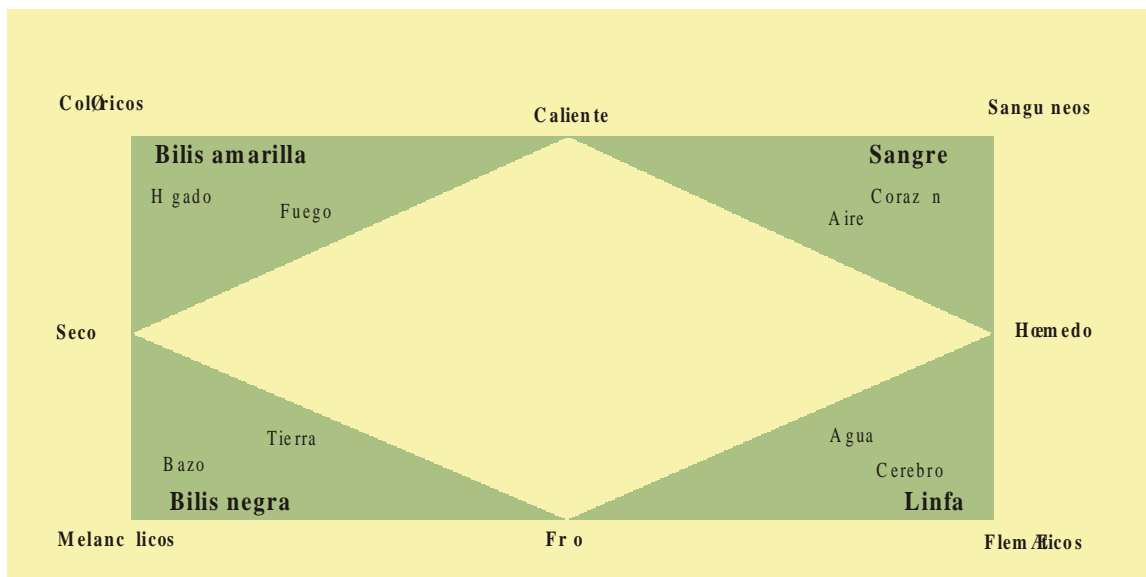 ColØricos
Caliente
Sangu neos
Bilis amarilla
Sangre
H gado
Fuego
Coraz n
Aire
Seco
Hœmedo
Tierra
Agua
Bazo
Cerebro
Bilis negra
Linfa
Melanc licos
Fr o
FlemÆticos